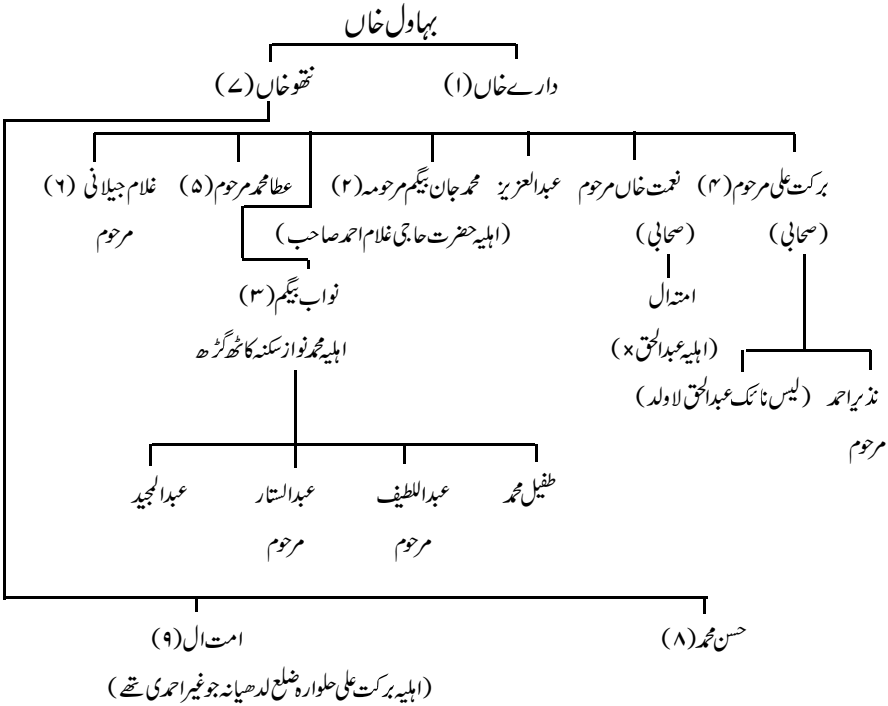 بہاول خاں
دارے خاں (۱) نتھو خاں (۷)
برکت علی مرحوم (۴) نعمت خاں مرحوم عبدالعزیز محمد جان بیگم مرحومہ (۲) عطا محمد مرحوم (۵) غلام جیلانی (۶)
(صحابی) (صحابی) (اہلیہ حضرت حاجی غلام احمد صاحب) مرحوم
امتہ ال نواب بیگم (۳)
(اہلیہ عبدالحق ×) اہلیہ محمد نواز سکنہ کاٹھ گڑھ
نذیر احمد (لیس نائک عبدالحق لاولد)
مرحوم
طفیل محمد عبداللطیف عبدالستار عبدالمجید
مرحوم مرحوم
حسن محمد (۸) امت ال (۹)
(اہلیہ برکت علی حلوارہ ضلع لدھیانہ جو غیر احمدی تھے)